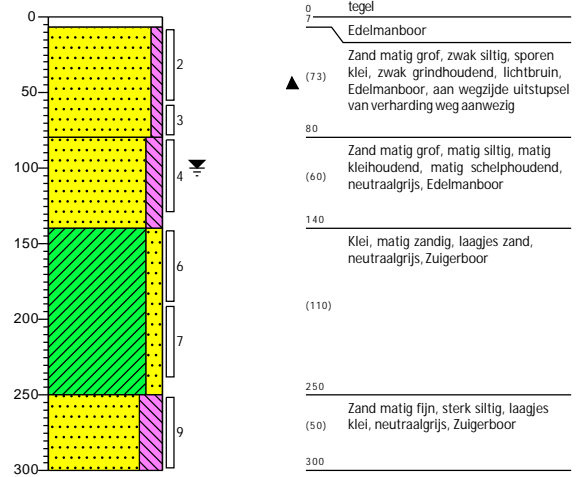 0
50
100
150
200
250
300
2
3
4
6
7
9
0
tegel
7
Edelmanboor
(73)
Zand matig grof, zwak siltig, sporen
klei, zwak grindhoudend, lichtbruin,
Edelmanboor, aan wegzijde uitstupsel
van verharding weg aanwezig
80
(60)
Zand matig grof, matig siltig, matig
kleihoudend, matig schelphoudend,
neutraalgrijs, Edelmanboor
140
Klei, matig zandig, laagjes zand,
neutraalgrijs, Zuigerboor
(110)
250
(50)
Zand matig fijn, sterk siltig, laagjes
klei, neutraalgrijs, Zuigerboor
300